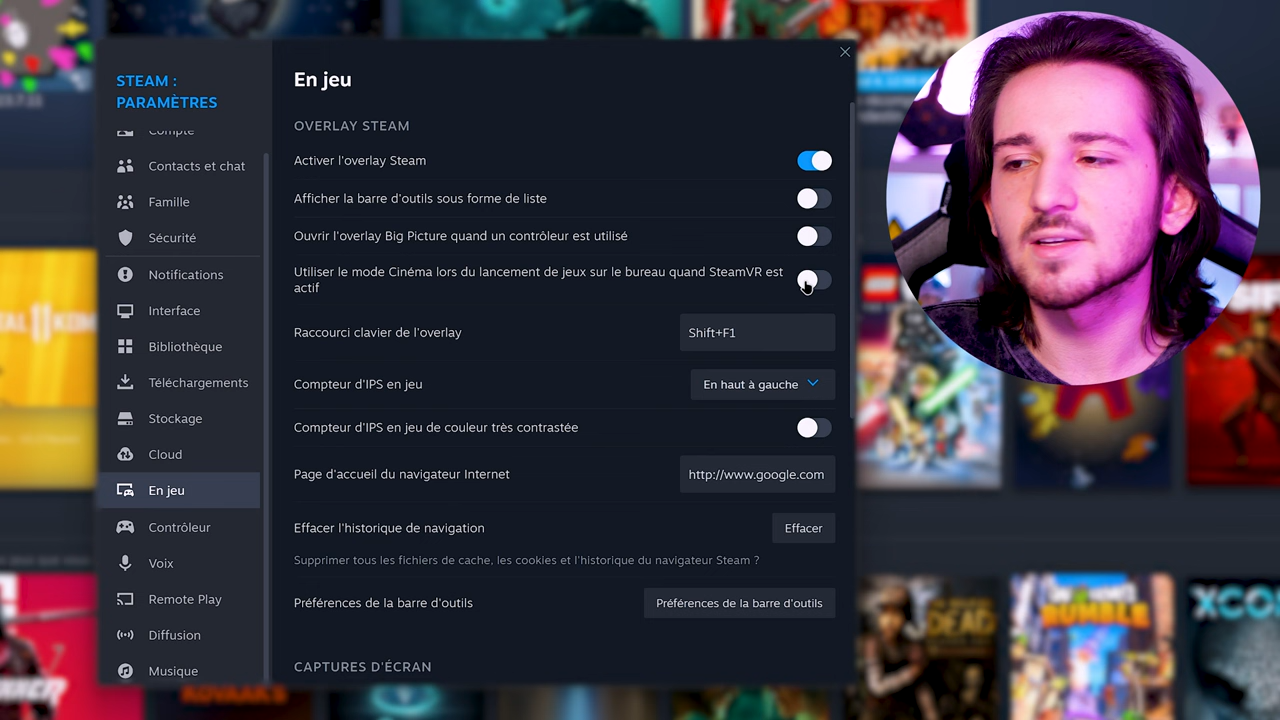 STEAM :
PARAMÈTRES
Compte
Contacts et chat
Famille
Sécurité
Notifications
Interface
Bibliothèque
Téléchargements
Stockage
Cloud
En jeu
Contrôleur
Voix
Remote Play
Diffusion
Musique
En jeu
OVERLAY STEAM
Activer l'overlay Steam
Afficher la barre d'outils sous forme de liste
Ouvrir l'overlay Big Picture quand un contrôleur est utilisé
Utiliser le mode Cinéma lors du lancement de jeux sur le bureau quand SteamVR est
actif
Raccourci clavier de l'overlay
Shift+F1
Compteur d'IPS en jeu
En haut à gauche
Compteur d'IPS en jeu de couleur très contrastée
Page d'accueil du navigateur Internet
http://www.google.com
Effacer l'historique de navigation
Effacer
Supprimer tous les fichiers de cache, les cookies et l'historique du navigateur Steam ?
Préférences de la barre d'outils
Préférences de la barre d'outils
CAPTURES D'ÉCRAN
LEGO
DEAD
RUMBLE
XCO